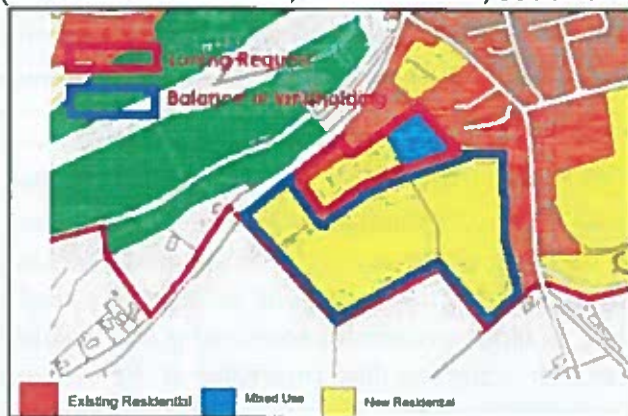 Zoning Request
Balance of landholding
Existing Residential Mixed Use New Residential